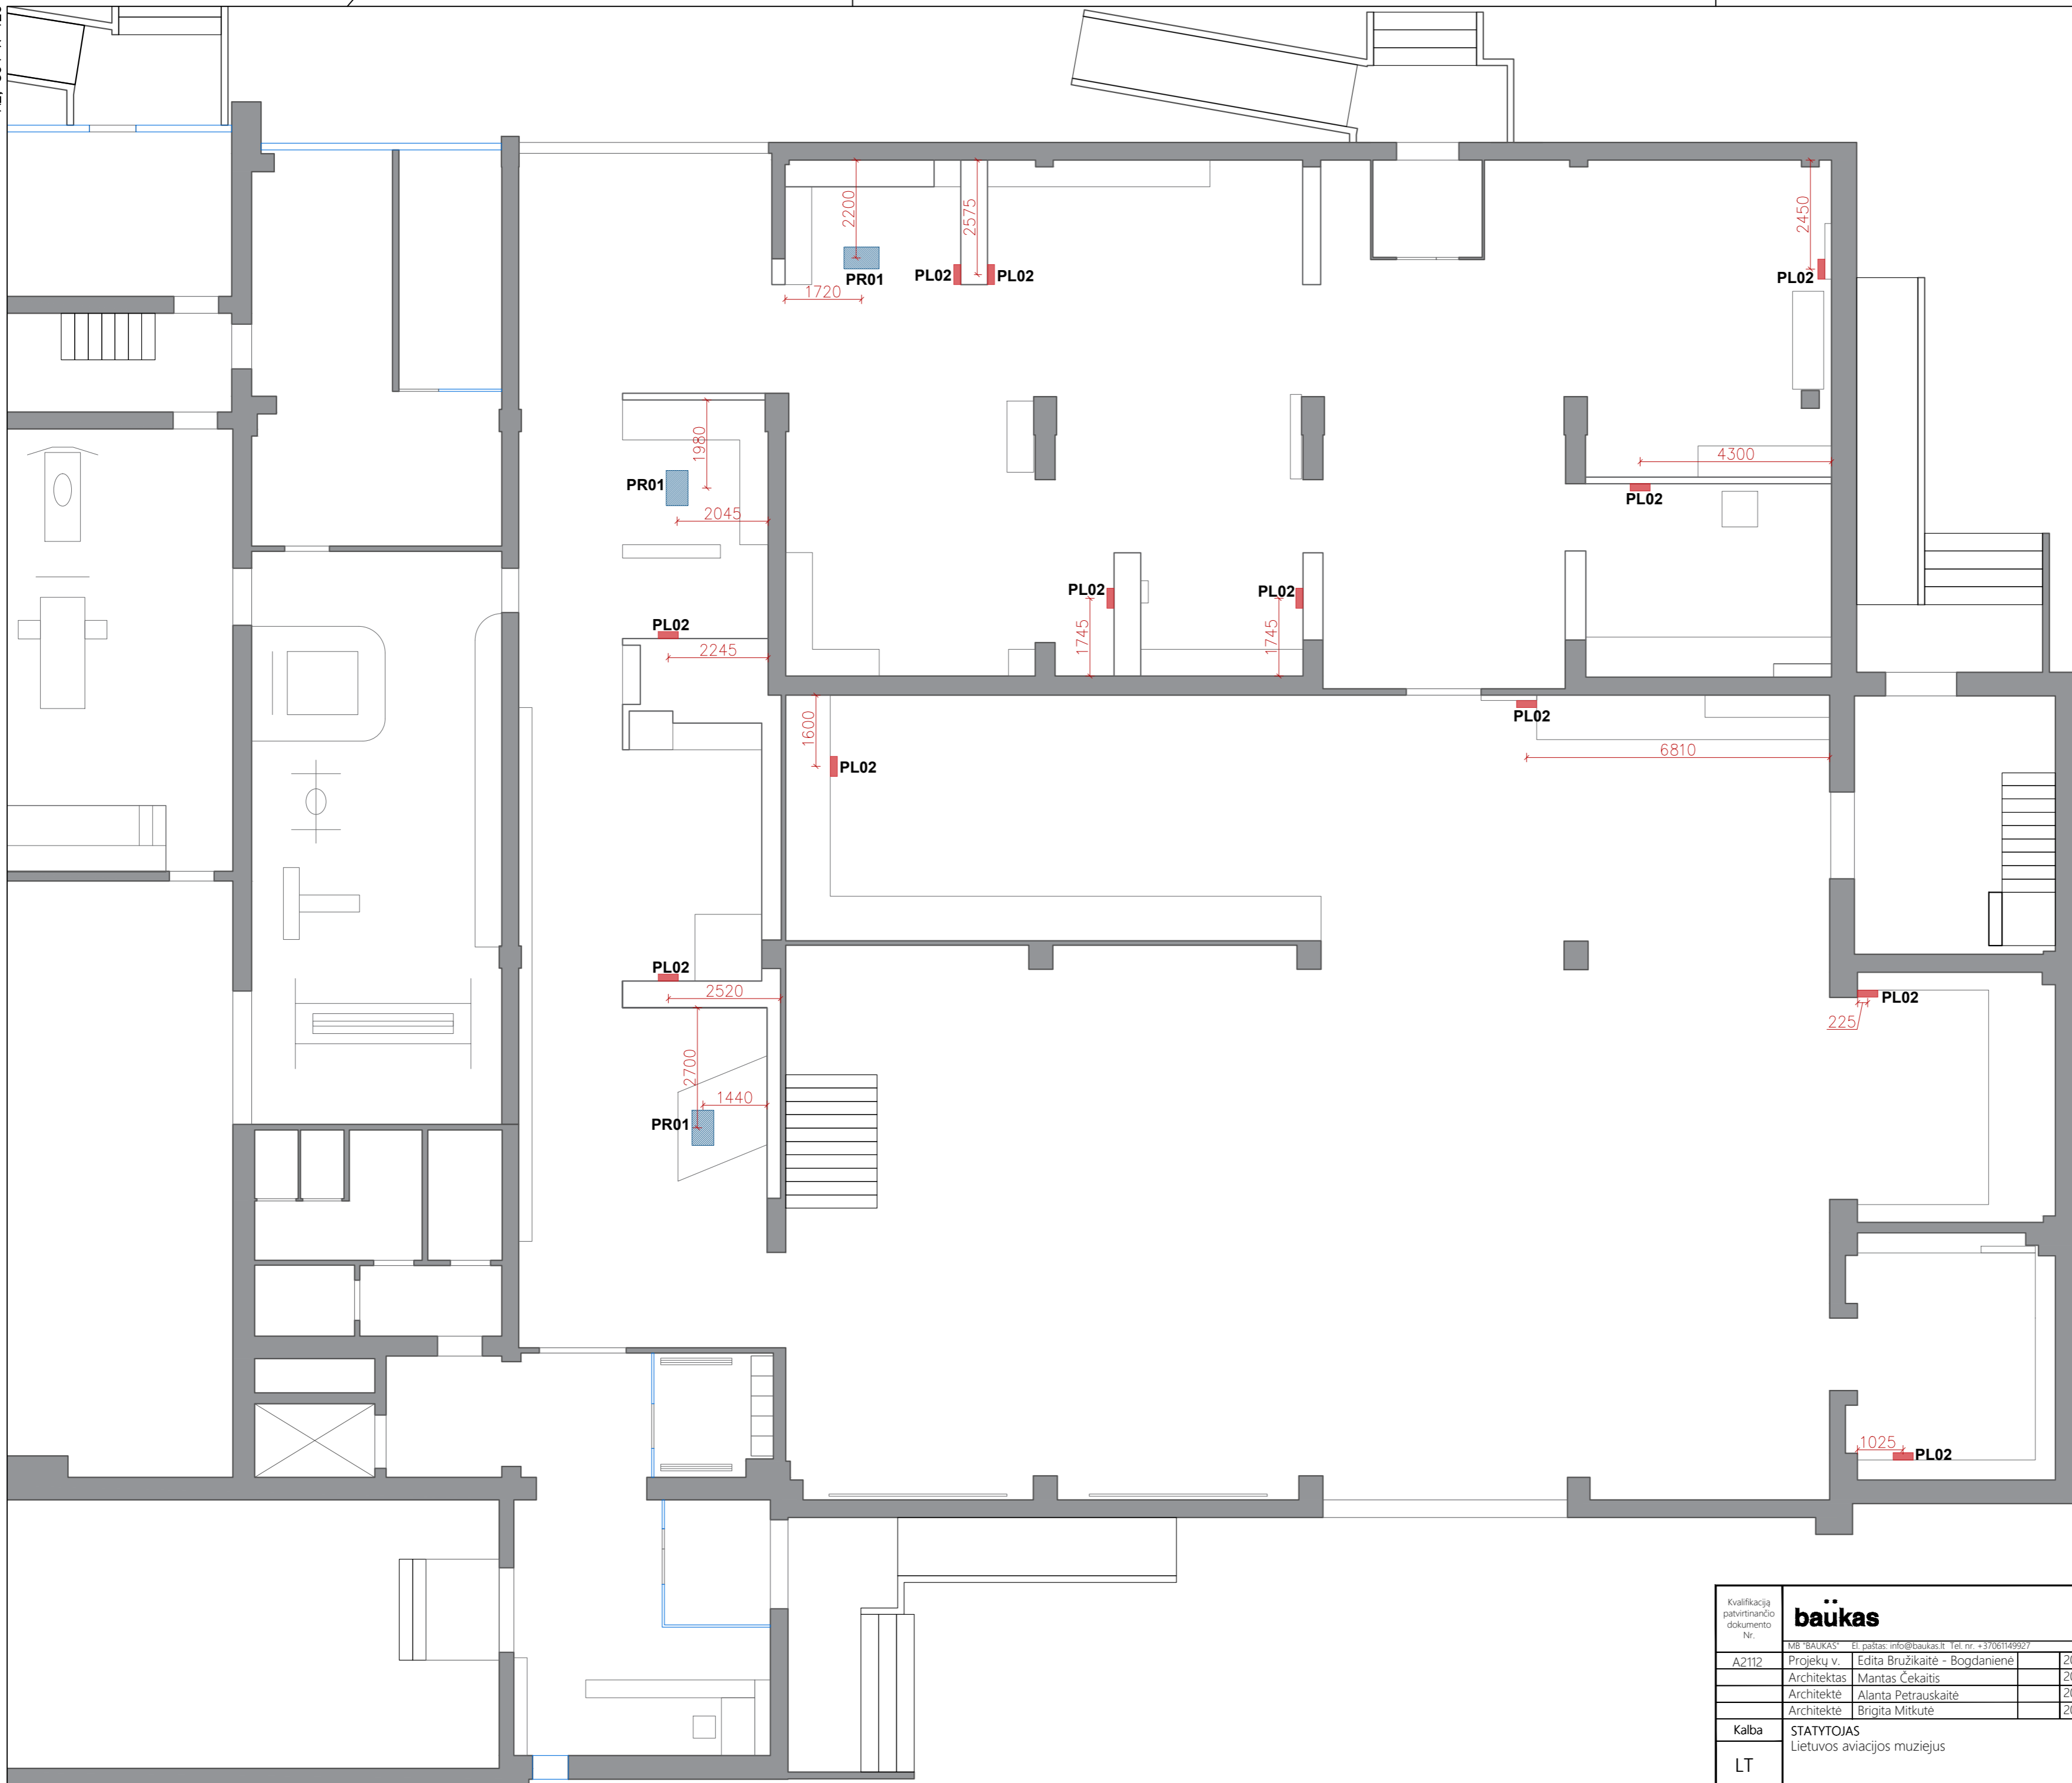 2200
2575
2450
PR01
PL02
PL02
PL02
1720
1980
4300
PR01
PL02
2045
PL02
PL02
PL02
1745
1745
2245
1600
PL02
6810
PL02
PL02
2520
PL02
225
2700
1440
PR01
1025
PL02
Kvalifikaciją
patvirtinančio
dokumento
Nr.
baükas
MB "BAUKAS" El. paštas: info@baukas.lt Tel. nr. +37061149927
A2112 Projekų v. Edita Bružikaitė - Bogdanienė
Architektas Mantas Čekaitis
Architektė Alanta Petrauskaitė
Architektė Brigita Mitkutė
Kalba STATYTOJAS
Lietuvos aviacijos muziejus
LT